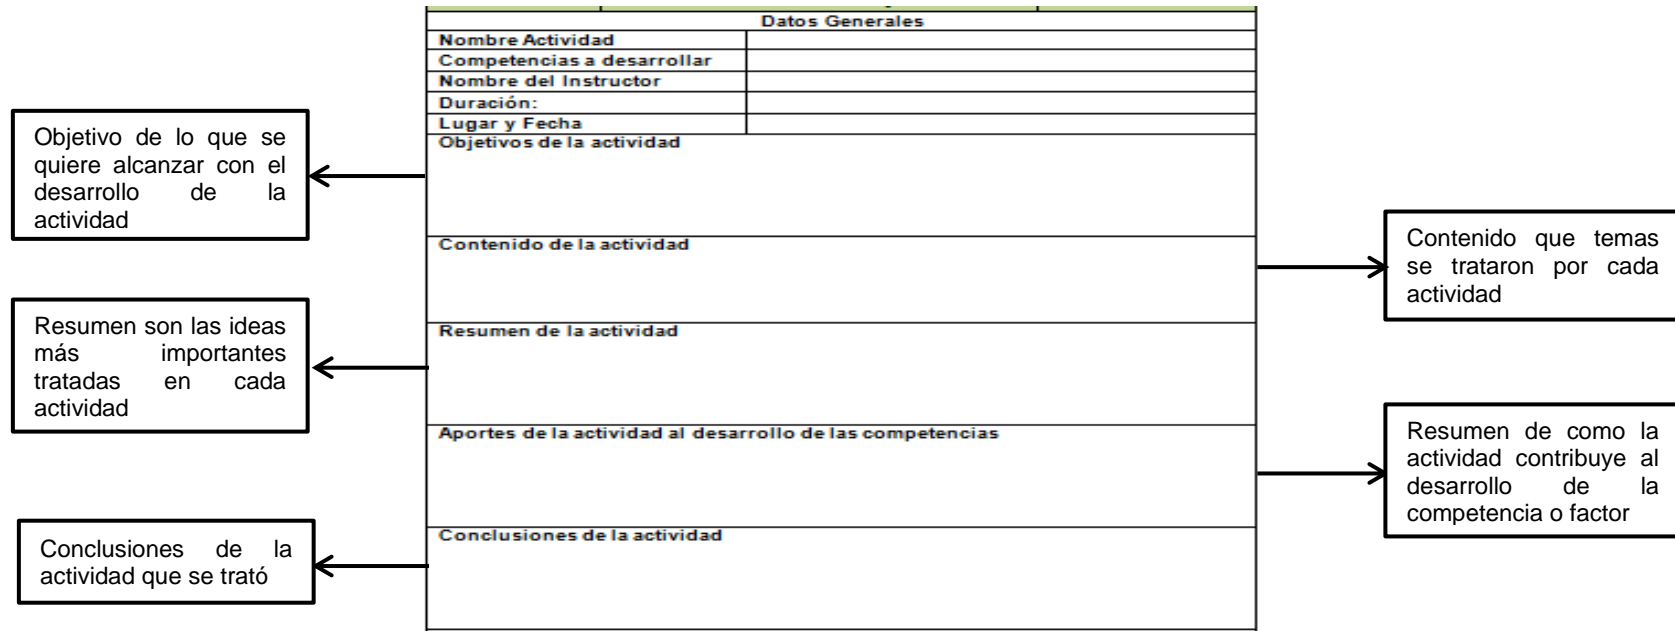 Datos Generales
Nombre Actividad
Competencias a desarrollar
Nombre del Instructor
Duración:
Lugar y Fecha
Objetivos de la actividad
Contenido de la actividad
Resumen de la actividad
Aportes de la actividad al desarrollo de las competencias
Conclusiones de la actividad
Objetivo de lo que se
quiere alcanzar con el
desarrollo de la
actividad
Resumen son las ideas
más importantes
tratadas en cada
actividad
Conclusiones de la
actividad que se trató
Contenido que temas
se trataron por cada
actividad
Resumen de como la
actividad contribuye al
desarrollo de la
competencia o factor